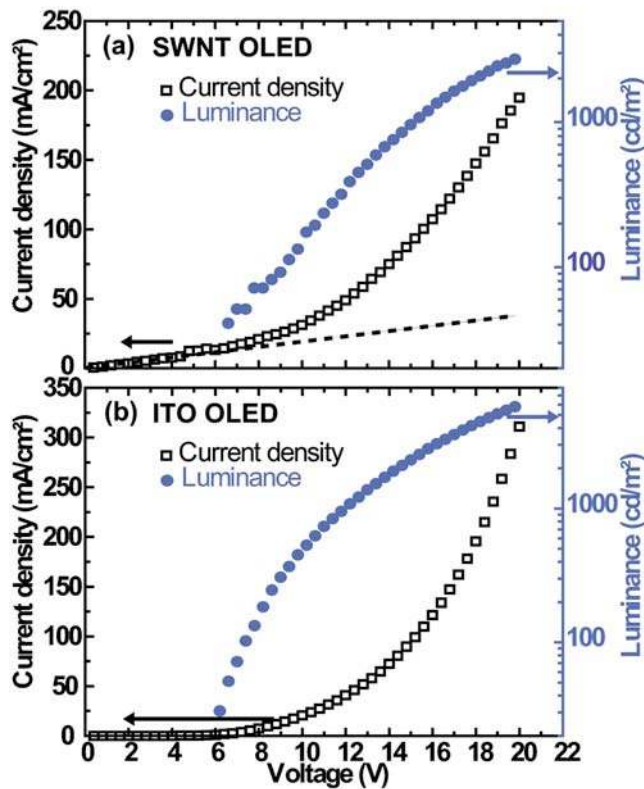 (a) SWNT OLED
Current density
Luminance
Current density (mA/cm²)
250
200
150
100
50
0
1000
100
Luminance (cd/m²)
(b) ITO OLED
Current density
Luminance
Current density (mA/cm²)
350
300
250
200
150
100
50
0
1000
100
Luminance (cd/m²)
0 2 4 6 8 10 12 14 16 18 20 22
Voltage (V)